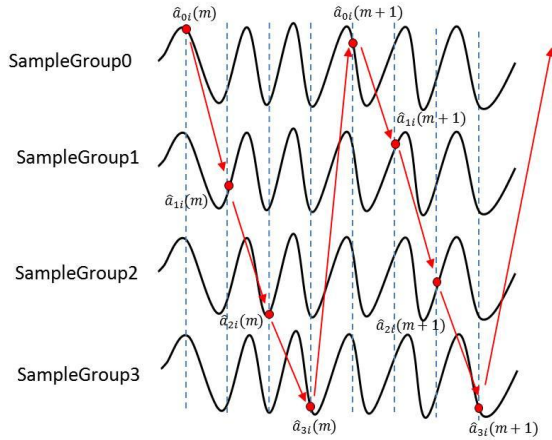 â₀ᵢ(m) â₀ᵢ(m + 1)
SampleGroup0
â₁ᵢ(m + 1)
SampleGroup1
â₁ᵢ(m)
SampleGroup2
â₂ᵢ(m) â₂ᵢ(m + 1)
SampleGroup3
â₃ᵢ(m) â₃ᵢ(m + 1)